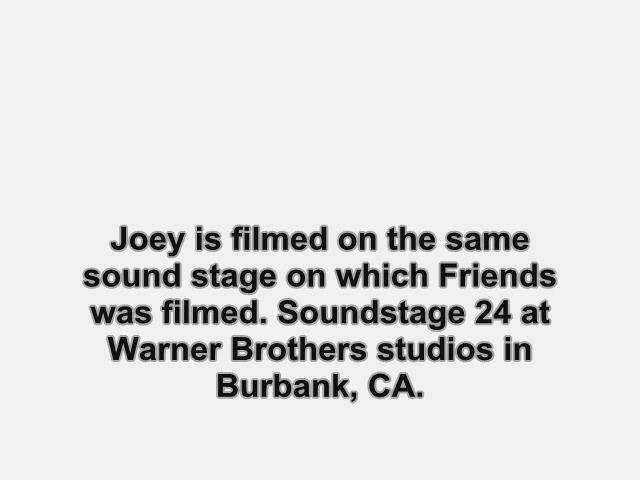 Joey is filmed on the same
sound stage on which Friends
was filmed. Soundstage 24 at
Warner Brothers studios in
Burbank, CA.